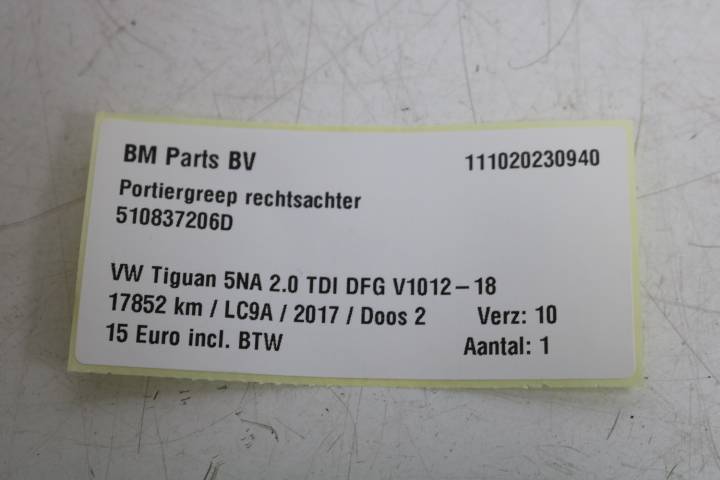 BM Parts BV 111020230940
Portiergreep rechtsachter
510837206D
VW Tiguan 5NA 2.0 TDI DFG V1012-18
17852 km / LC9A / 2017 / Doos 2 Verz: 10
15 Euro incl. BTW Aantal: 1